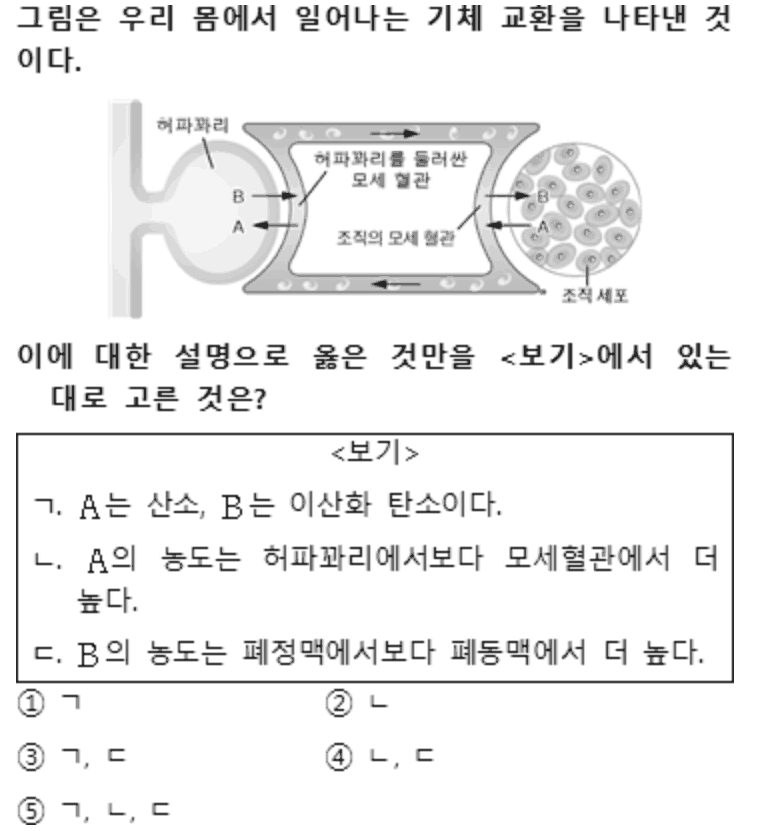 그림은 우리 몸에서 일어나는 기체 교환을 나타낸 것
이다.
허파꽈리
허파꽈리를 둘러싼
모세 혈관
B
B
A
A
조직의 모세 혈관
조직 세포
이에 대한 설명으로 옳은 것만을 <보기>에서 있는
대로 고른 것은?
<보기>
ㄱ. A는 산소, B는 이산화 탄소이다.
ㄴ. A의 농도는 허파꽈리에서보다 모세혈관에서 더
높다.
ㄷ. B의 농도는 폐정맥에서보다 폐동맥에서 더 높다.
① ㄱ ② ㄴ
③ ㄱ, ㄷ ④ ㄴ, ㄷ
⑤ ㄱ, ㄴ, ㄷ